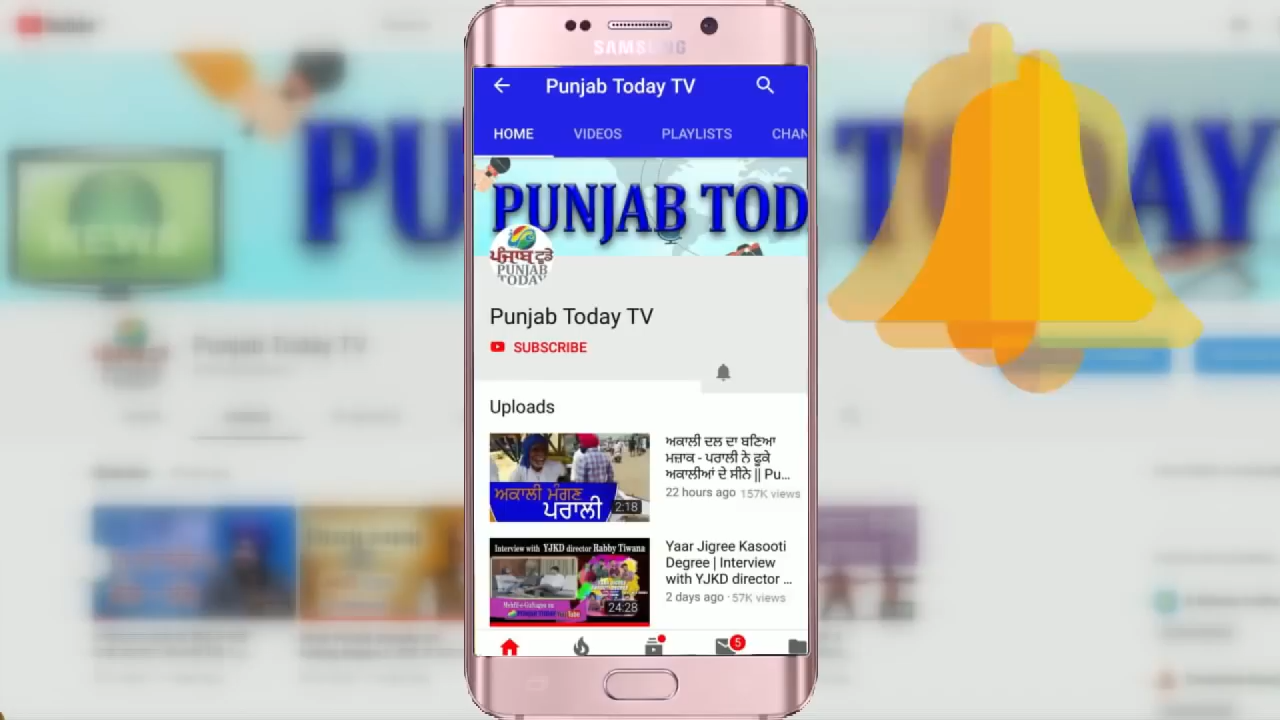 SAMSUNG
Punjab Today TV
HOME VIDEOS PLAYLISTS CHAN
PUNJAB TOD
ਪੰਜਾਬ ਟੂਡੇ
PUNJAB
TODAY
Punjab Today TV
SUBSCRIBE
Uploads
ਅਕਾਲੀ ਮੰਗਣ
ਪਰਾਲੀ
2:18
ਅਕਾਲੀ ਦਲ ਦਾ ਬਣਿਆ
ਮਜ਼ਾਕ - ਪਰਾਲੀ ਨੇ ਫੂਕੇ
ਅਕਾਲੀਆਂ ਦੇ ਸੀਨੇ || Pu...
22 hours ago 157K views
Interview with YJKD director Rabby Tiwana
24:28
Yaar Jigree Kasooti
Degree | Interview
with YJKD director ...
2 days ago · 57K views
5
PU
TODAY